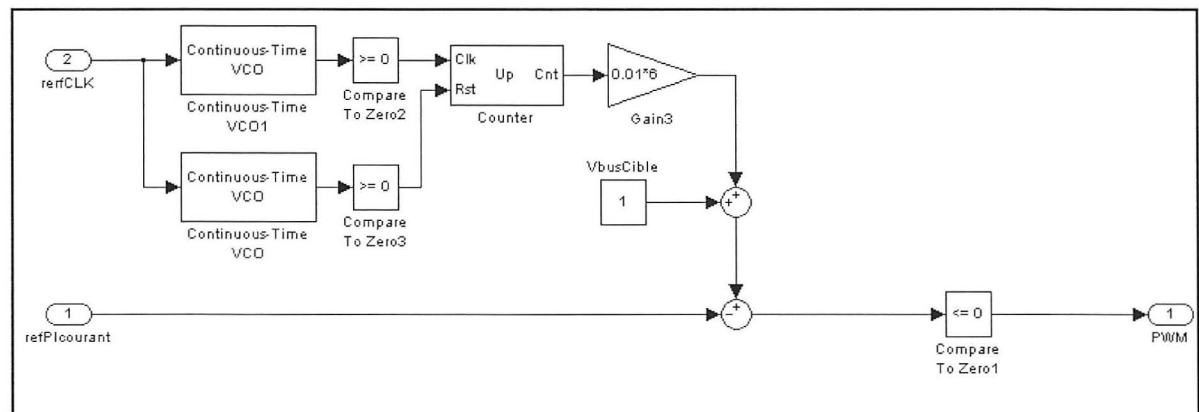 2
rerfCLK
Continuous-Time
VCO
Continuous-Time
VCO1
>= 0
Compare
To Zero2
Clk
Rst
Up
Cnt
Counter
0.01*6
Gain3
Continuous-Time
VCO
Continuous-Time
VCO
>= 0
Compare
To Zero3
VbusCible
1
+
+
1
refPIcourant
−
+
<= 0
Compare
To Zero1
1
PWM